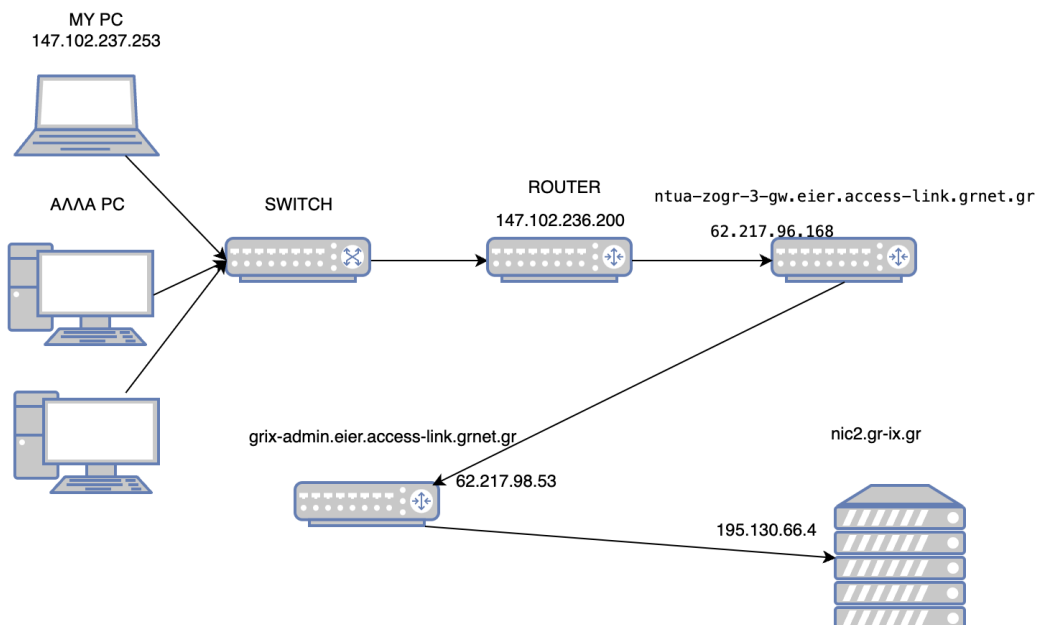 MY PC
147.102.237.253
ΑΛΛΑ PC
SWITCH
ROUTER
147.102.236.200
ntua-zogr-3-gw.eier.access-link.grnet.gr
62.217.96.168
grix-admin.eier.access-link.grnet.gr
62.217.98.53
nic2.gr-ix.gr
195.130.66.4